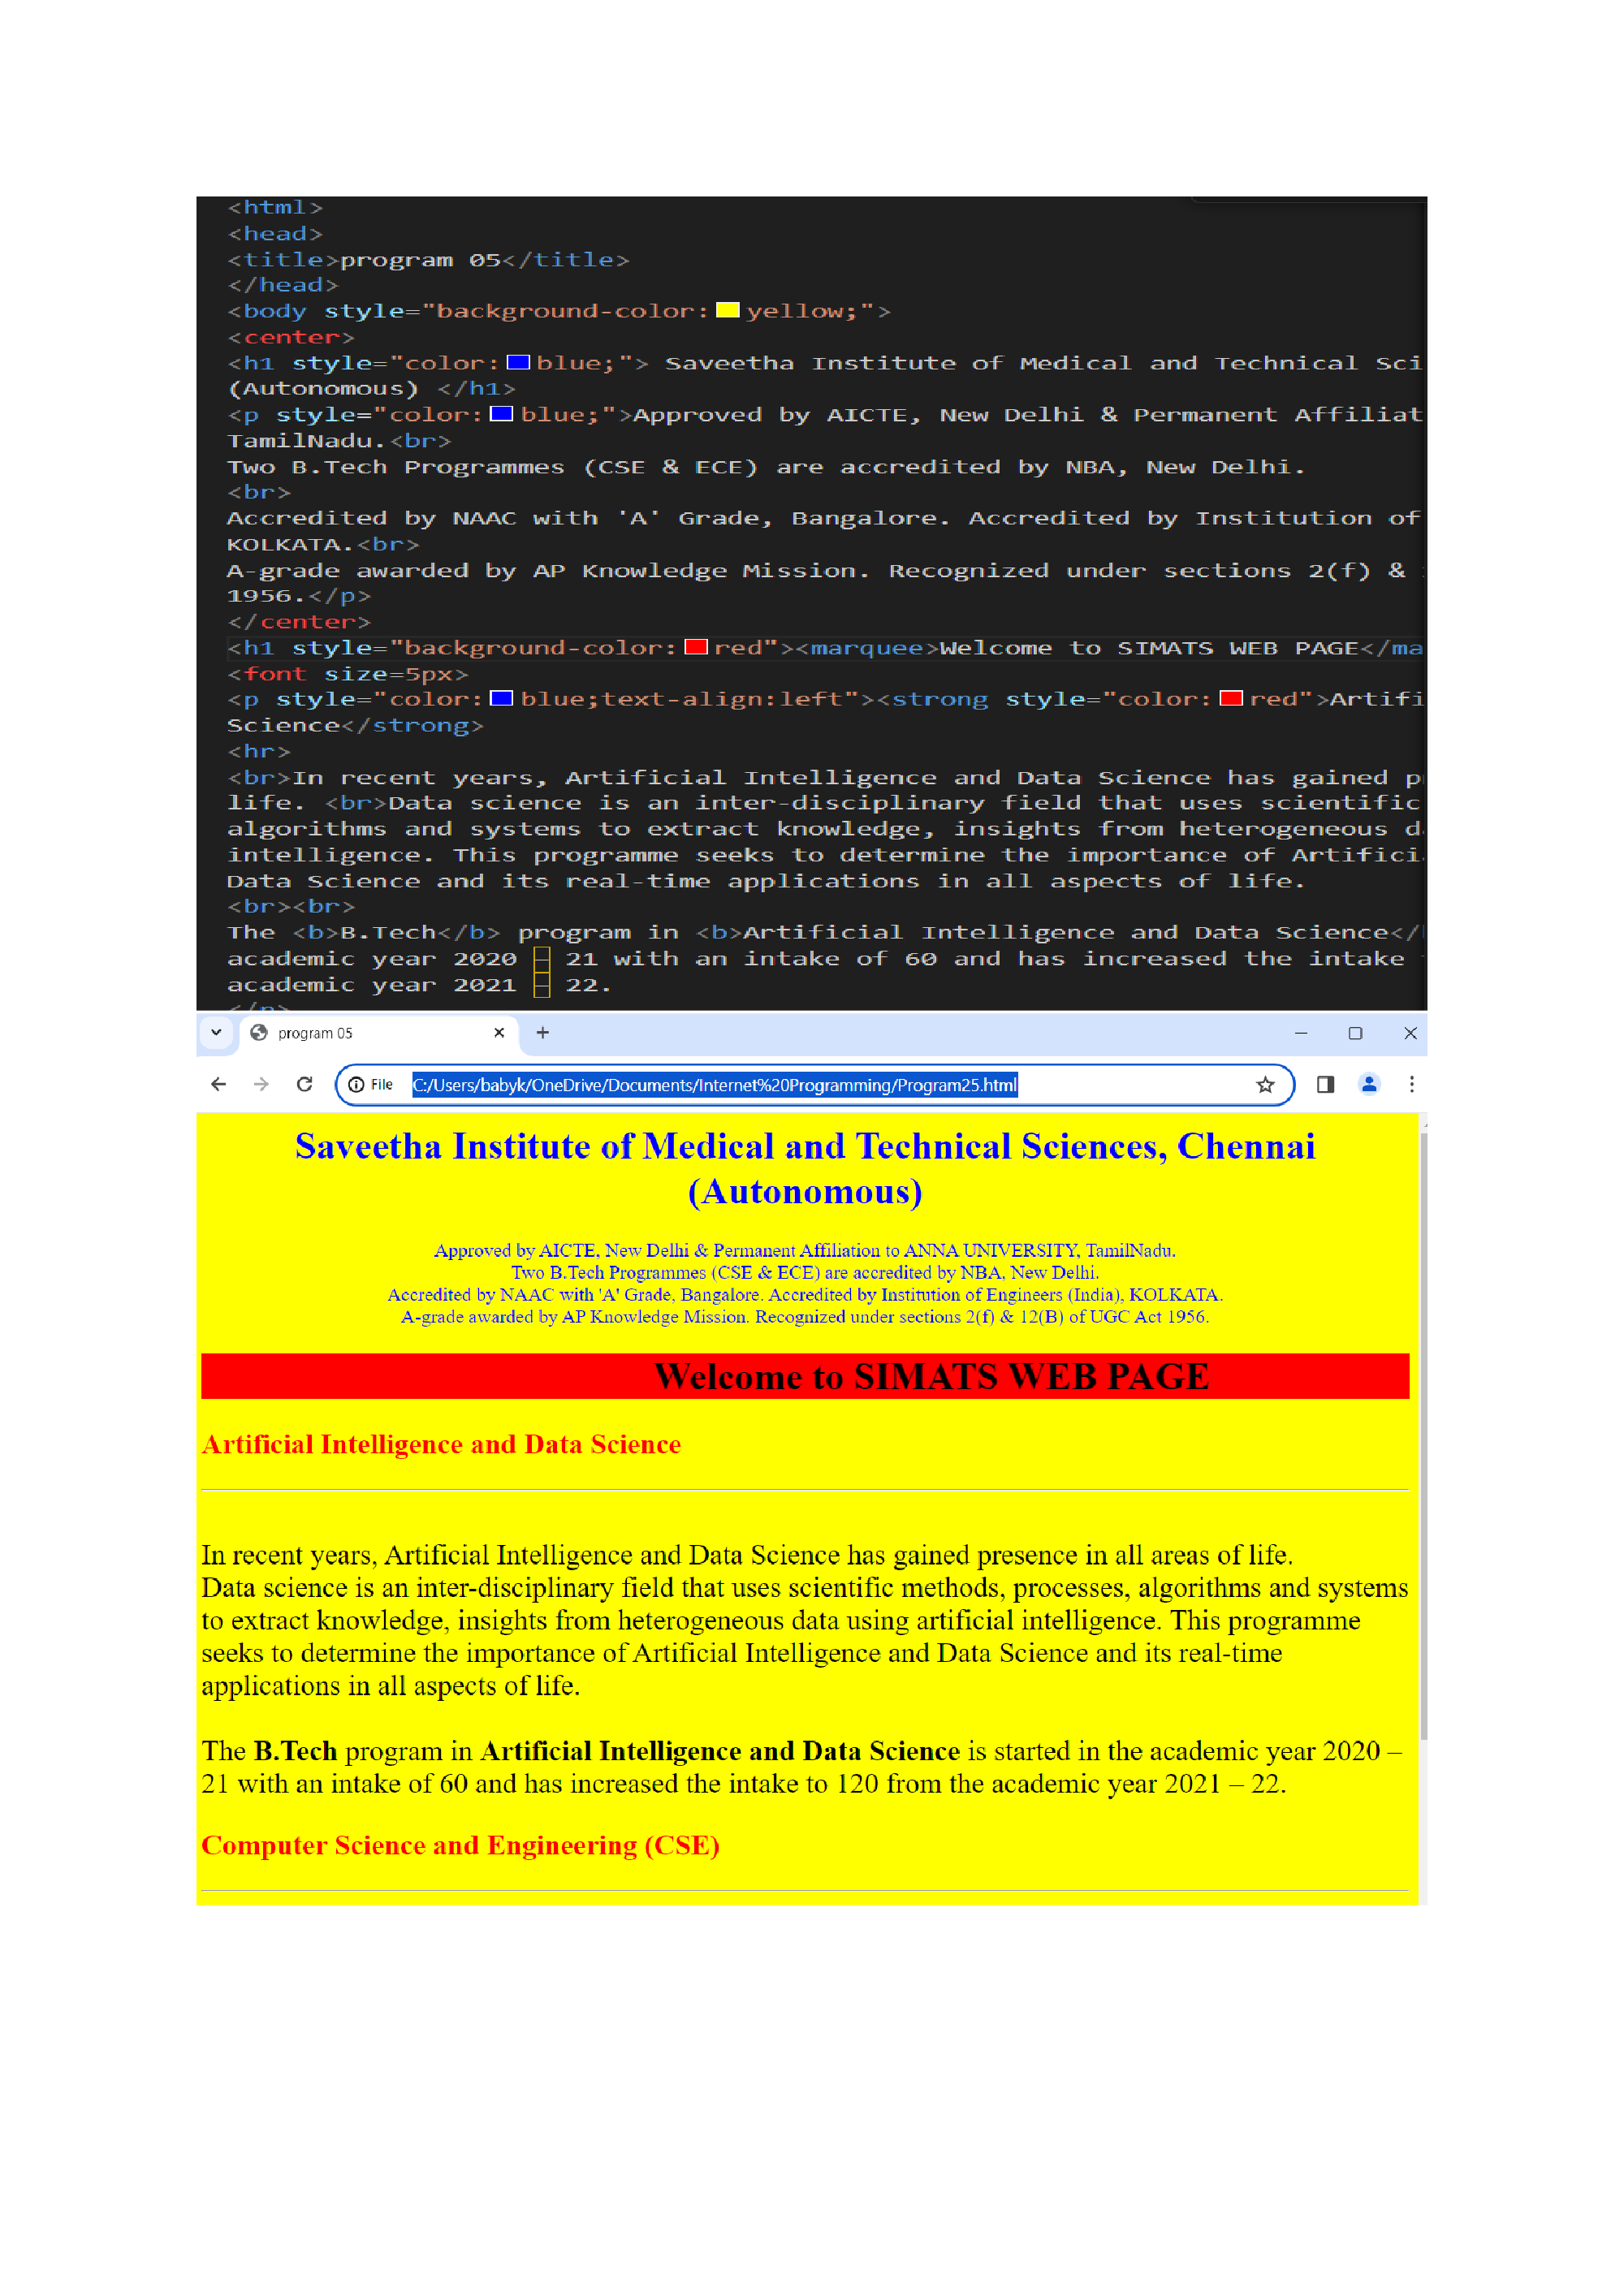 <html>
<head>
<title>program 05</title>
</head>
<body style="background-color:yellow;">
<center>
<h1 style="color:blue;"> Saveetha Institute of Medical and Technical Sci
(Autonomous) </h1>
<p style="color:blue;">Approved by AICTE, New Delhi & Permanent Affiliat
TamilNadu.<br>
Two B.Tech Programmes (CSE & ECE) are accredited by NBA, New Delhi.
<br>
Accredited by NAAC with 'A' Grade, Bangalore. Accredited by Institution of
KOLKATA.<br>
A-grade awarded by AP Knowledge Mission. Recognized under sections 2(f) &
1956.</p>
</center>
<h1 style="background-color:red"><marquee>Welcome to SIMATS WEB PAGE</ma
<font size=5px>
<p style="color:blue;text-align:left"><strong style="color:red">Artifi
Science</strong>
<hr>
<br>In recent years, Artificial Intelligence and Data Science has gained p
life. <br>Data science is an inter-disciplinary field that uses scientific
algorithms and systems to extract knowledge, insights from heterogeneous d
intelligence. This programme seeks to determine the importance of Artifici
Data Science and its real-time applications in all aspects of life.
<br><br>
The <b>B.Tech</b> program in <b>Artificial Intelligence and Data Science</
academic year 2020 21 with an intake of 60 and has increased the intake
academic year 2021 22.
</p>
program 05
File C:/Users/babyk/OneDrive/Documents/Internet%20Programming/Program25.html
Saveetha Institute of Medical and Technical Sciences, Chennai
(Autonomous)
Approved by AICTE, New Delhi & Permanent Affiliation to ANNA UNIVERSITY, TamilNadu.
Two B.Tech Programmes (CSE & ECE) are accredited by NBA, New Delhi.
Accredited by NAAC with 'A' Grade, Bangalore. Accredited by Institution of Engineers (India), KOLKATA.
A-grade awarded by AP Knowledge Mission. Recognized under sections 2(f) & 12(B) of UGC Act 1956.
Welcome to SIMATS WEB PAGE
Artificial Intelligence and Data Science
In recent years, Artificial Intelligence and Data Science has gained presence in all areas of life.
Data science is an inter-disciplinary field that uses scientific methods, processes, algorithms and systems
to extract knowledge, insights from heterogeneous data using artificial intelligence. This programme
seeks to determine the importance of Artificial Intelligence and Data Science and its real-time
applications in all aspects of life.
The B.Tech program in Artificial Intelligence and Data Science is started in the academic year 2020 –
21 with an intake of 60 and has increased the intake to 120 from the academic year 2021 – 22.
Computer Science and Engineering (CSE)